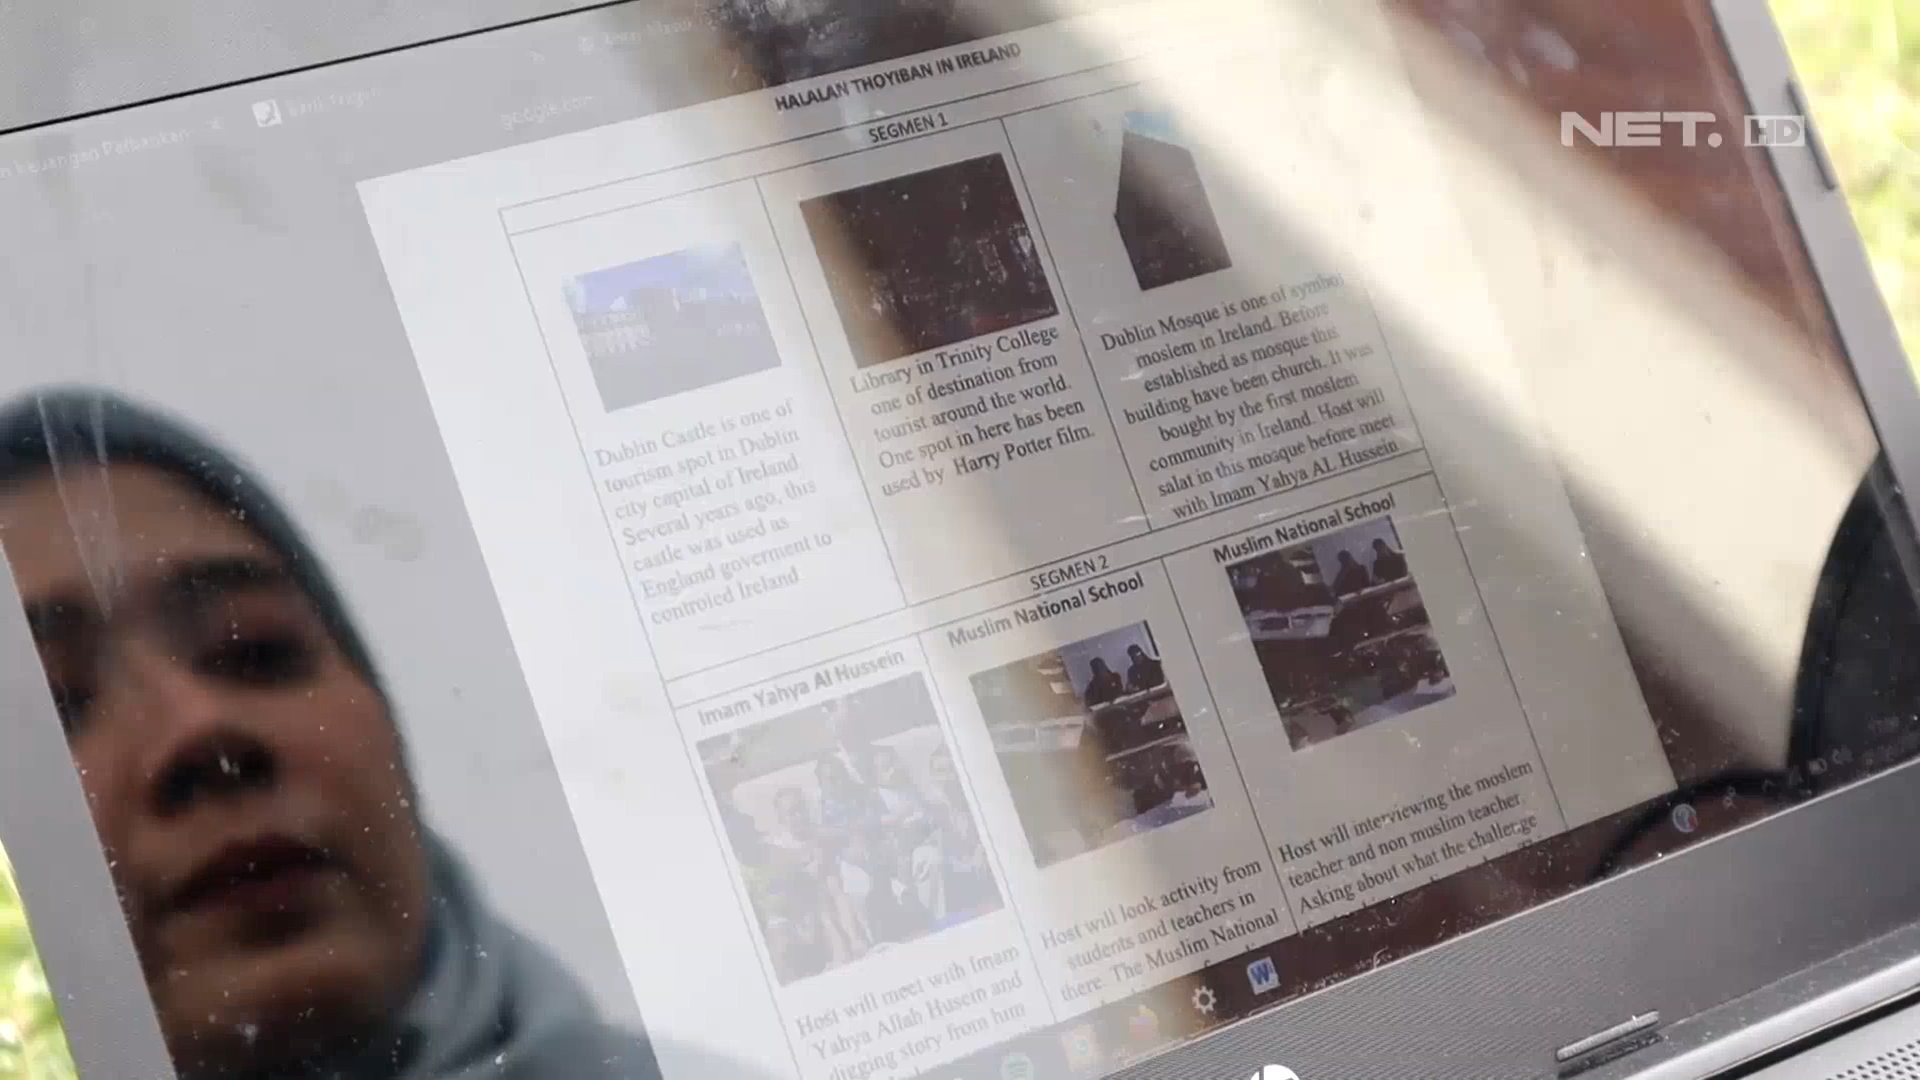 NET. HD
google.com
HALALAN THOYIBAN IN IRELAND
SEGMEN 1
Dublin Castle is one of
tourism spot in Dublin
city capital of Ireland
Several years ago, this
castle was used as
England goverment to
controled Ireland
Library in Trinity College
one of destination from
tourist around the world.
One spot in here has been
used by Harry Potter film.
Dublin Mosque is one of symbol
moslem in Ireland. Before
established as mosque this
building have been church. It was
bought by the first moslem
community in Ireland. Host will
salat in this mosque before meet
with Imam Yahya AL Hussein
SEGMEN 2
Imam Yahya Al Hussein
Host will meet with Imam
Yahya Allah Husein and
digging story from him
Muslim National School
Host will look activity from
students and teachers in
there. The Muslim National
Muslim National School
Host will interviewing the moslem
teacher and non muslim teacher.
Asking about what the challenge